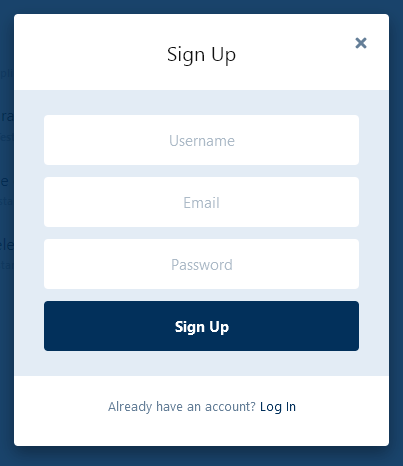 Sign Up
Username
Email
Password
Sign Up
Already have an account? Log In